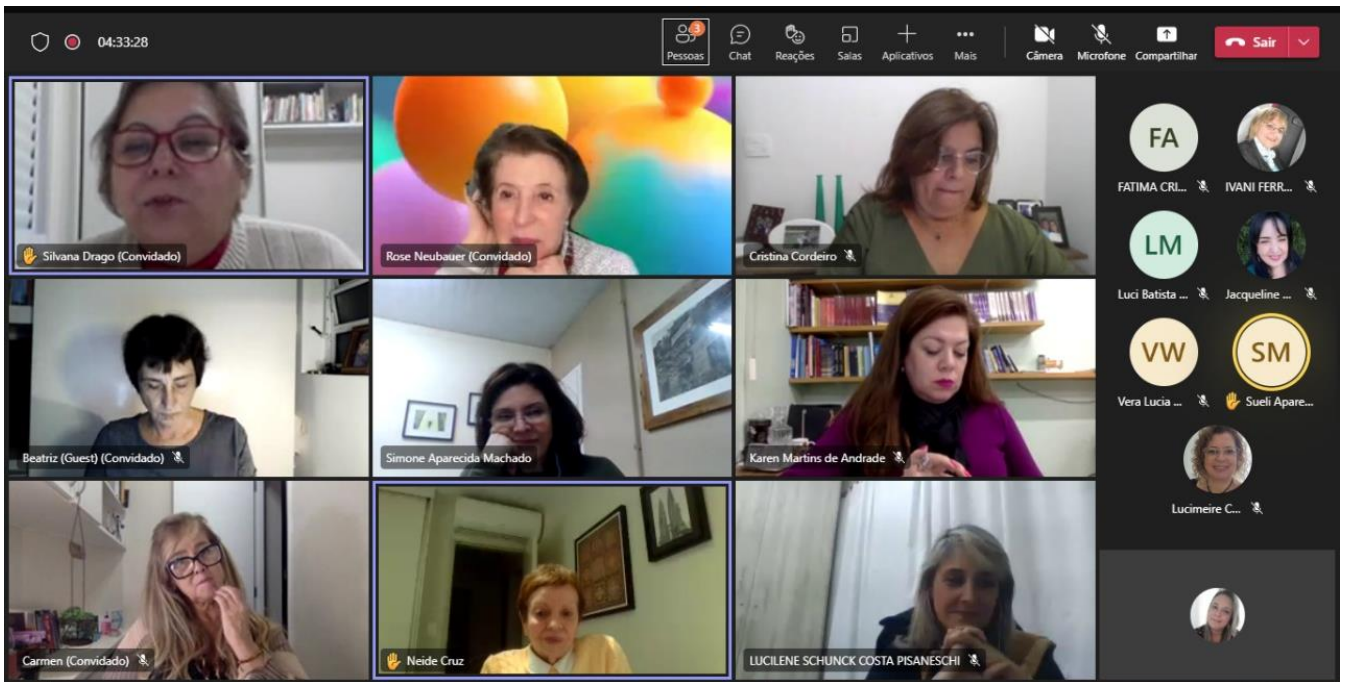 04:33:28
3
Pessoas
Chat
Reações
Salas
Aplicativos
Mais
Câmera
Microfone
Compartilhar
Sair
Silvana Drago (Convidado)
Rose Neubauer (Convidado)
Cristina Cordeiro
FA
FATIMA CRI...
IVANI FERR...
LM
Luci Batista ...
Jacqueline ...
Beatriz (Guest) (Convidado)
Simone Aparecida Machado
Karen Martins de Andrade
VW
Vera Lucia ...
SM
Sueli Apare...
Lucimeire C...
Carmen (Convidado)
Neide Cruz
LUCILENE SCHUNCK COSTA PISANESCHI